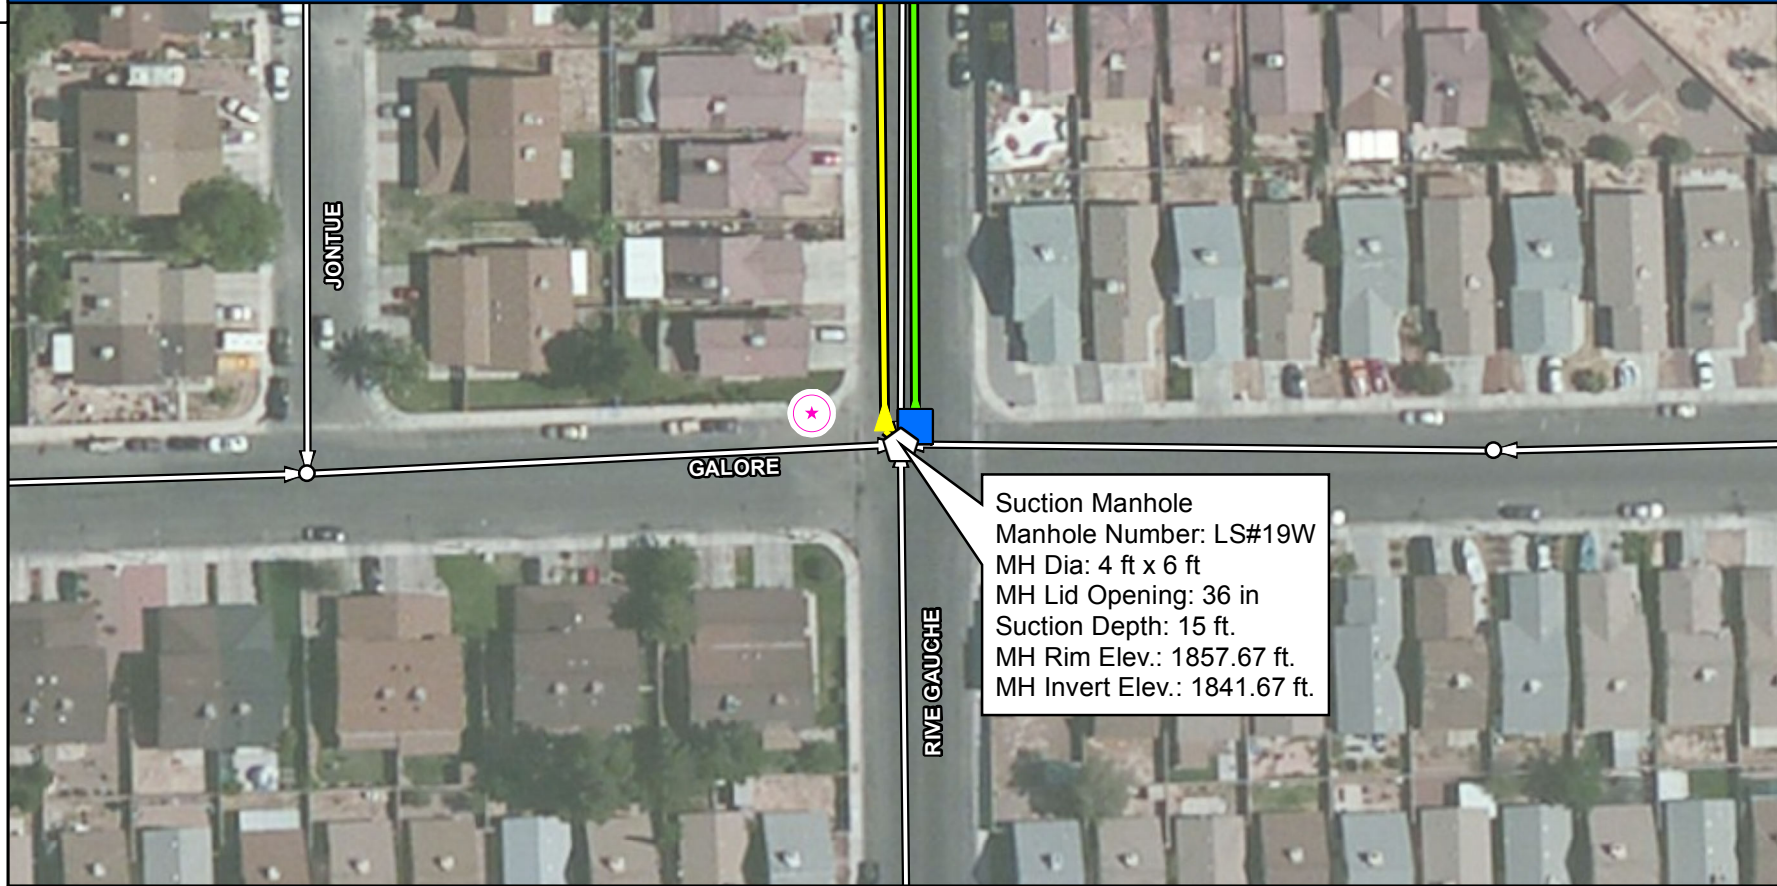 JONTUE
GALORE
RIVE GAUCHE
Suction Manhole
Manhole Number: LS#19W
MH Dia: 4 ft x 6 ft
MH Lid Opening: 36 in
Suction Depth: 15 ft.
MH Rim Elev.: 1857.67 ft.
MH Invert Elev.: 1841.67 ft.